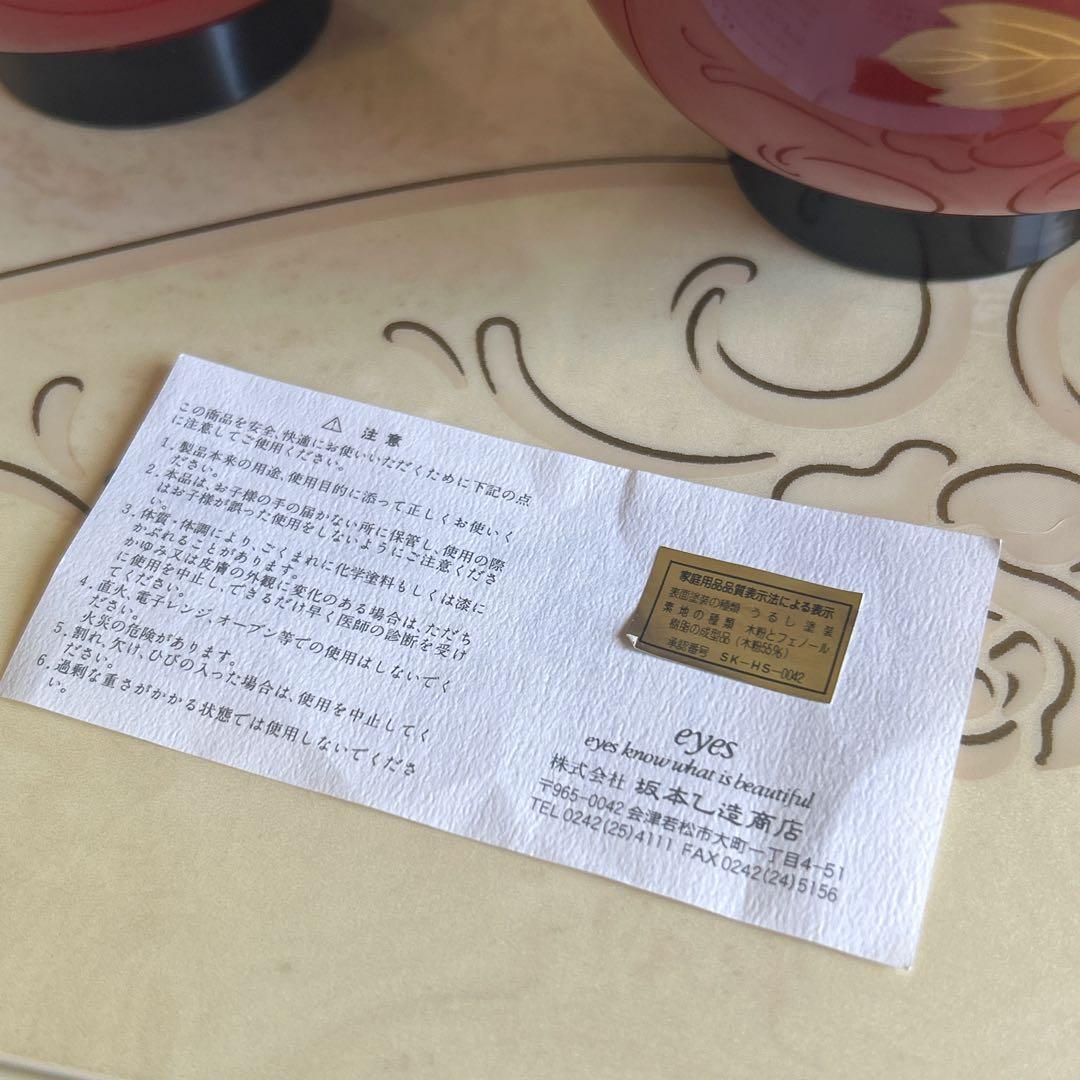 ⚠ 注意
この商品を安全、快適にお使いいただくために下記の点
に注意してご使用ください。
1. 製品本来の用途、使用目的に添って正しくお使いく
ださい。
2. 本品は、お子様の手の届かない所に保管し、使用の際
はお子様が誤った使用をしないようにご注意くださ
い。
3. 体質・体調により、ごくまれに化学塗料もしくは漆に
かぶれることがあります。
かゆみ又は皮膚の外観に変化のある場合は、ただち
に使用を中止し、できるだけ早く医師の診断を受け
てください。
4. 直火、電子レンジ、オーブン等での使用はしないでく
ださい。
火災の危険があります。
5. 割れ、欠け、ひびの入った場合は、使用を中止してく
ださい。
6. 過剰な重さがかかる状態では使用しないでくださ
い。
家庭用品品質表示法による表示
表面塗装の種類 うるし塗装
素地の種類 木粉とフェノール
樹脂の成型品(木粉55%)
承認番号 SK-HS-0042
eyes
eyes know what is beautiful
株式会社 坂本乙造商店
〒965-0042 会津若松市大町一丁目4-51
TEL 0242(25)4111 FAX 0242(24)5156